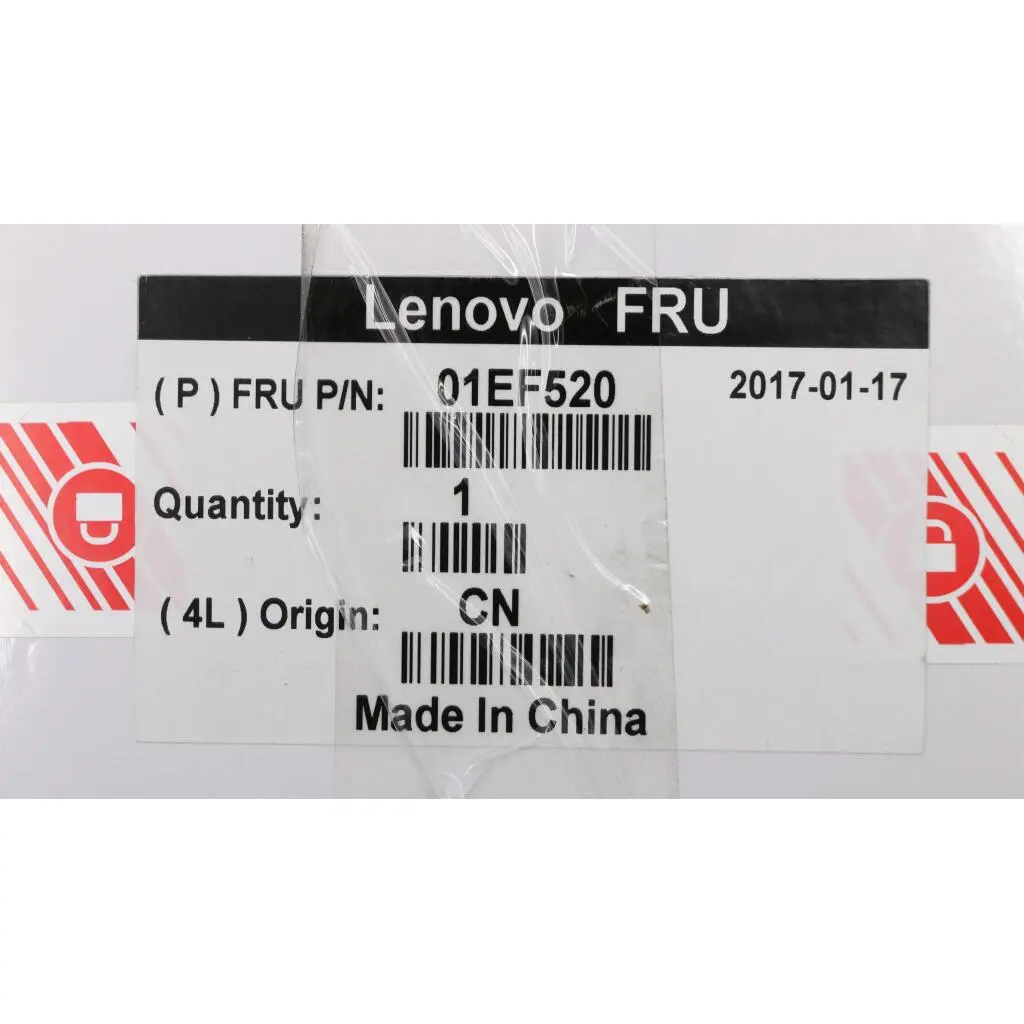 Lenovo FRU
( P ) FRU P/N: 01EF520 2017-01-17
Quantity: 1
( 4L ) Origin: CN
Made In China